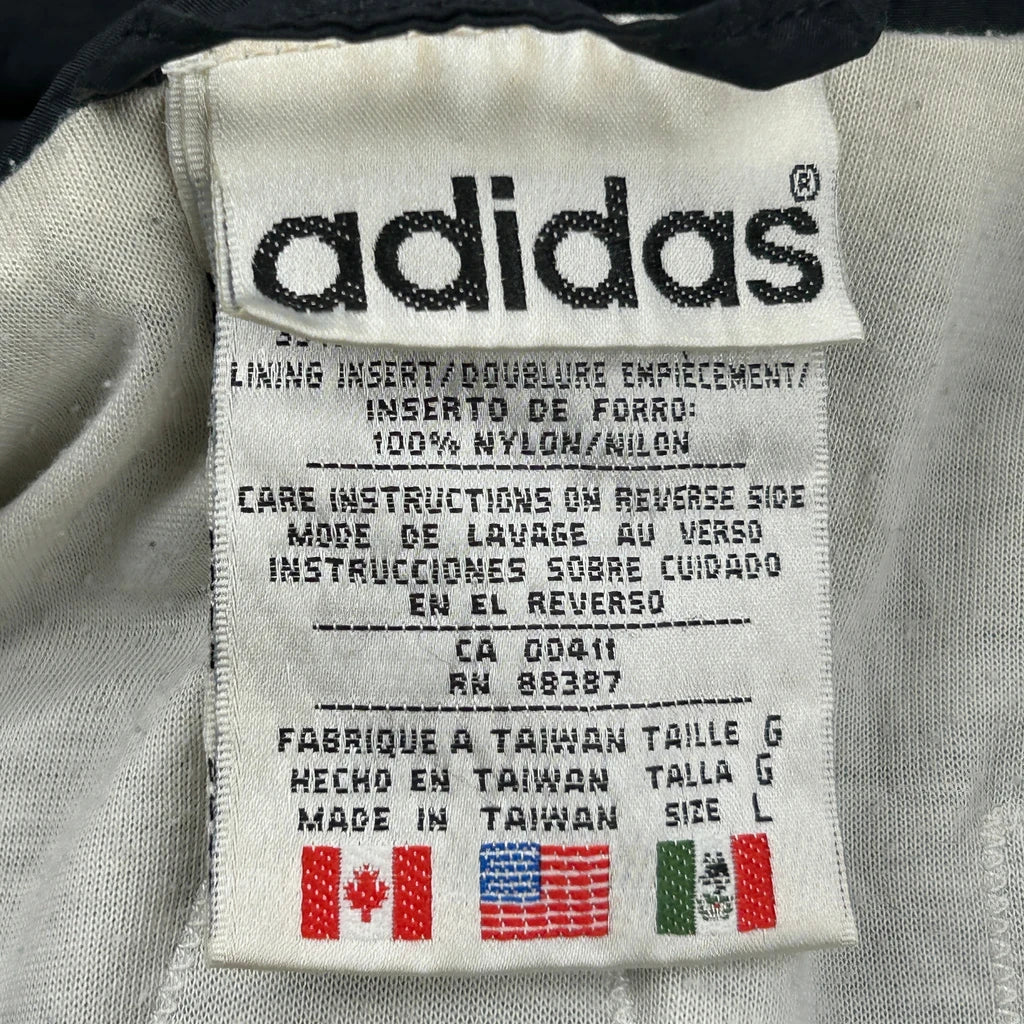 adidas®
LINING INSERT/DOUBLURE EMPIÈCEMENT/
INSERTO DE FORRO:
100% NYLON/NILON
CARE INSTRUCTIONS ON REVERSE SIDE
MODE DE LAVAGE AU VERSO
INSTRUCCIONES SOBRE CUIDADO
EN EL REVERSO
CA 00411
RN 88387
FABRIQUE A TAIWAN TAILLE G
HECHO EN TAIWAN TALLA G
MADE IN TAIWAN SIZE L